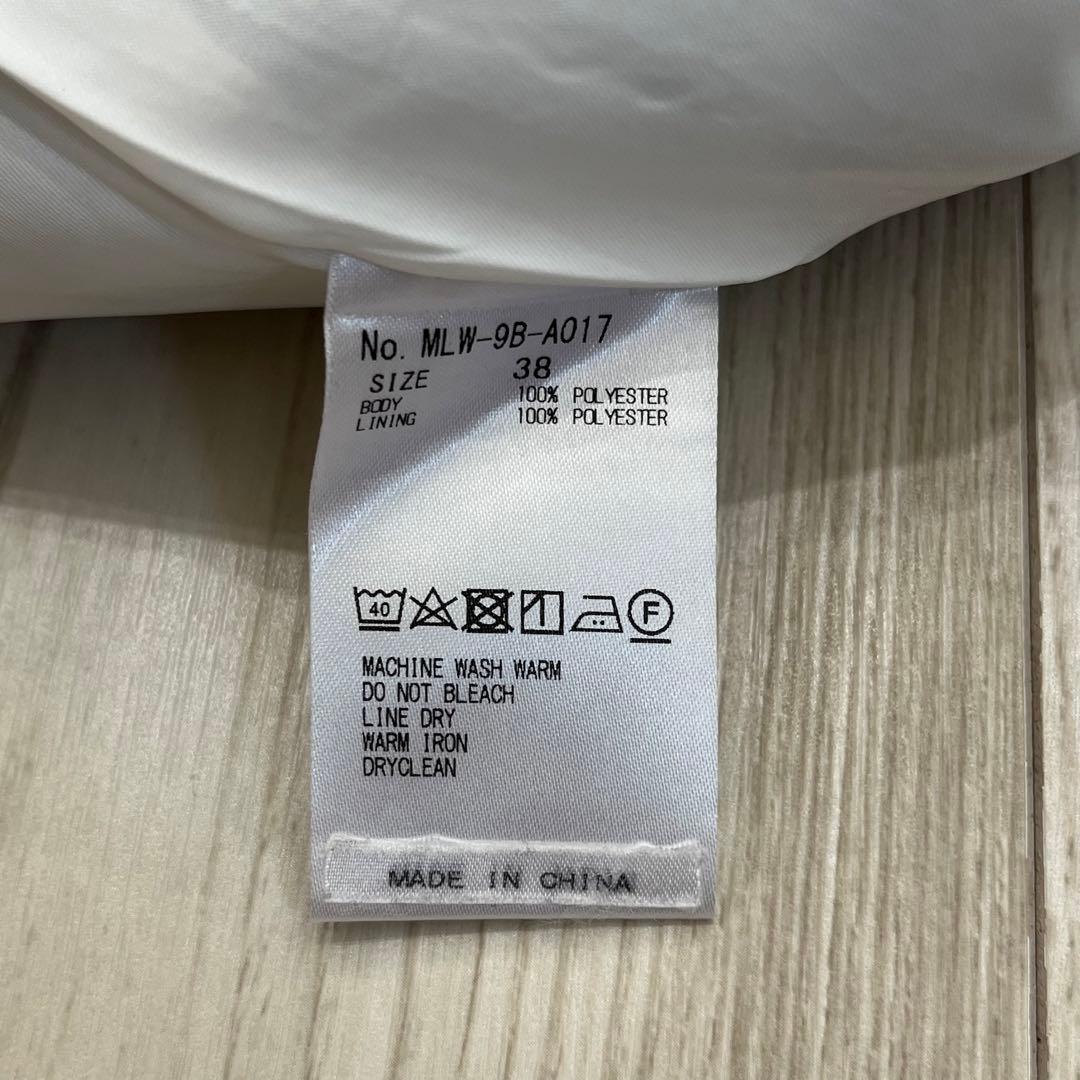 No. MLW-9B-A017
SIZE 38
BODY 100% POLYESTER
LINING 100% POLYESTER
40 F
MACHINE WASH WARM
DO NOT BLEACH
LINE DRY
WARM IRON
DRYCLEAN
MADE IN CHINA